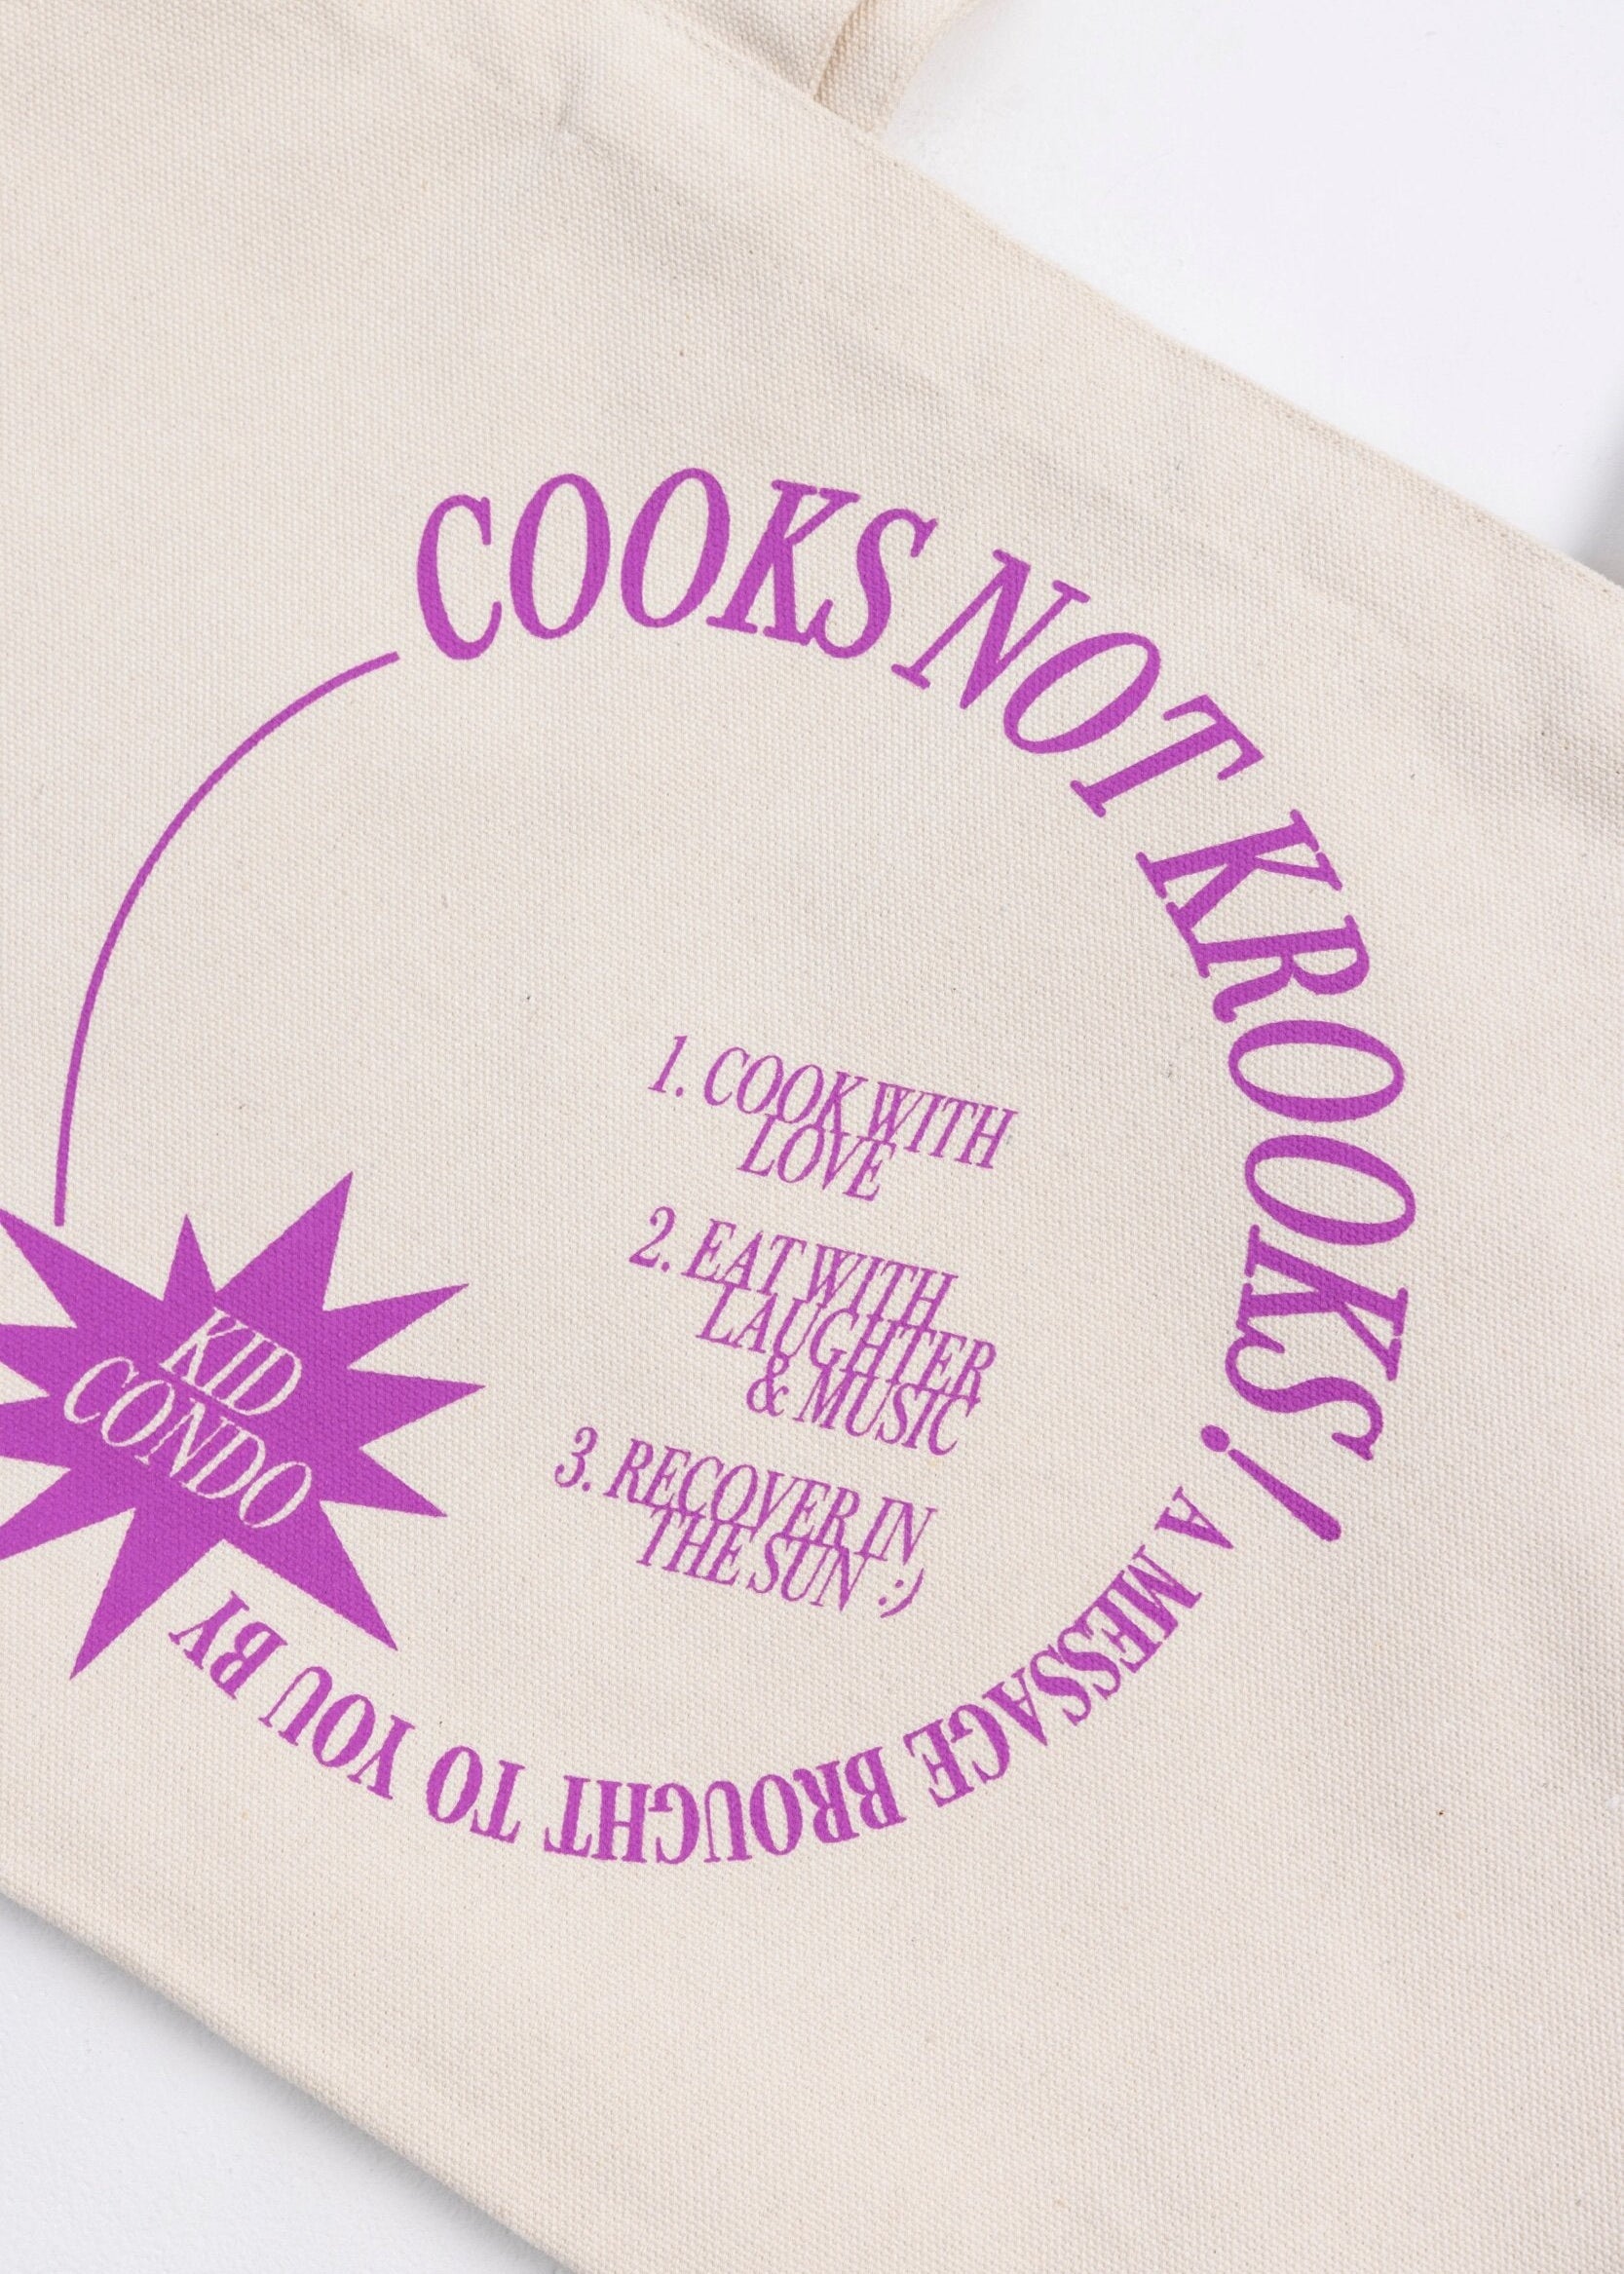 COOKS NOT KROOKS!
A MESSAGE BROUGHT TO YOU BY
KID
CONDO
1. COOK WITH
LOVE
2. EAT WITH
LAUGHTER
& MUSIC
3. RECOVER IN
THE SUN :)